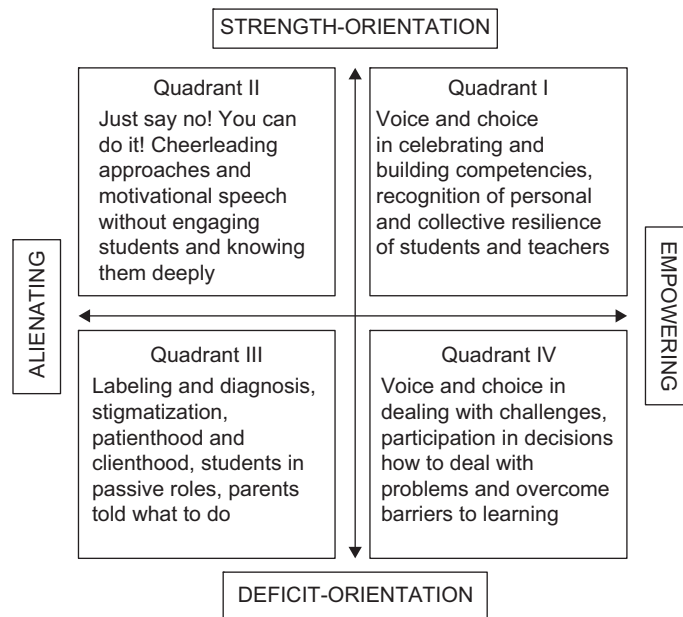 STRENGTH-ORIENTATION
Quadrant II
Just say no! You can
do it! Cheerleading
approaches and
motivational speech
without engaging
students and knowing
them deeply
Quadrant I
Voice and choice
in celebrating and
building competencies,
recognition of personal
and collective resilience
of students and teachers
ALIENATING
EMPOWERING
Quadrant III
Labeling and diagnosis,
stigmatization,
patienthood and
clienthood, students in
passive roles, parents
told what to do
Quadrant IV
Voice and choice in
dealing with challenges,
participation in decisions
how to deal with
problems and overcome
barriers to learning
DEFICIT-ORIENTATION